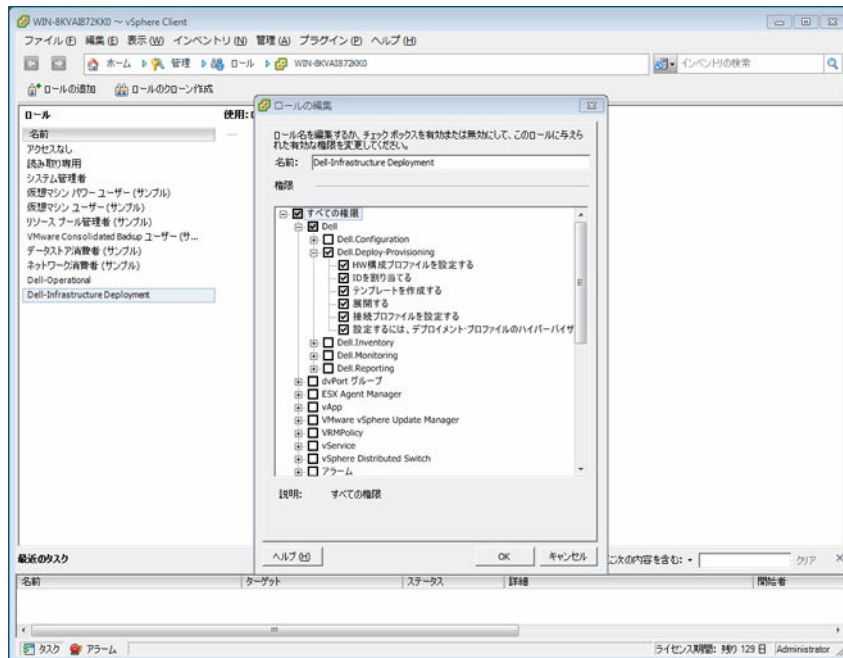 WIN-8KVAIB72KK0 ～ vSphere Client
ファイル(F) 編集(E) 表示(W) インベントリ(N) 管理(A) プラグイン(P) ヘルプ(H)
ホーム 管理 ロール WIN-8KVAIB72KK0 インベントリの検索
ロールの追加 ロールのクローン作成
ロール
使用:
名前
アクセスなし
読み取り専用
システム管理者
仮想マシン パワー ユーザー (サンプル)
仮想マシン ユーザー (サンプル)
リソース プール管理者 (サンプル)
VMware Consolidated Backup ユーザー (サ...
データストア消費者 (サンプル)
ネットワーク消費者 (サンプル)
Dell-Operational
Dell-Infrastructure Deployment
ロールの編集
ロール名を編集するか、チェック ボックスを有効または無効にして、このロールに与えら
れた有効な権限を変更してください。
名前: Dell-Infrastructure Deployment
権限
すべての権限
Dell
Dell.Configuration
Dell.Deploy-Provisioning
HW構成プロファイルを設定する
IDを割り当てる
テンプレートを作成する
展開する
接続プロファイルを設定する
設定するには、デプロイメント・プロファイルのハイパーバイザ
Dell.Inventory
Dell.Monitoring
Dell.Reporting
dvPort グループ
ESX Agent Manager
vApp
VMware vSphere Update Manager
VRMPolicy
vService
vSphere Distributed Switch
アラーム
説明: すべての権限
ヘルプ(H) OK キャンセル
最近のタスク
次の内容を含む: クリア
名前 ターゲット ステータス 詳細 開始者
タスク アラーム
ライセンス期間: 残り 129 日 Administrator